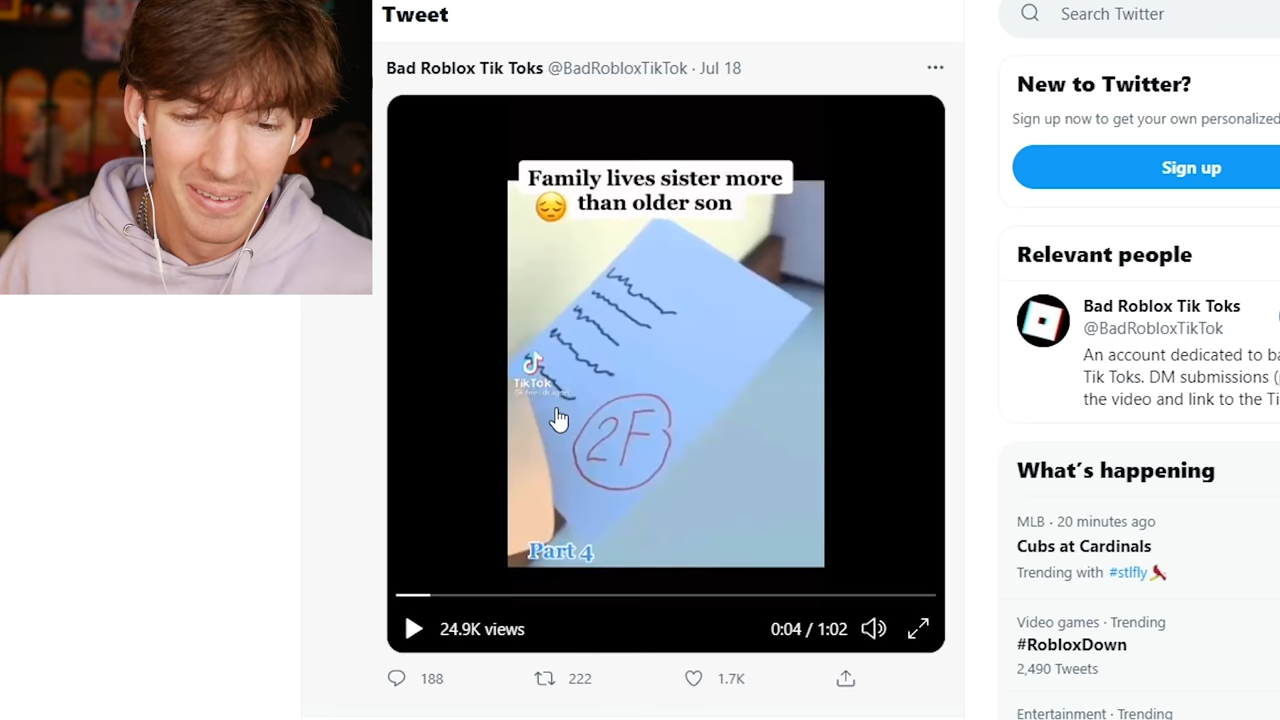 Tweet
Search Twitter
Bad Roblox Tik Toks @BadRobloxTikTok · Jul 18
Family lives sister more
😔 than older son
TikTok
2F
Part 4
24.9K views
0:04 / 1:02
188
222
1.7K
New to Twitter?
Sign up now to get your own personalized
Sign up
Relevant people
Bad Roblox Tik Toks
@BadRobloxTikTok
An account dedicated to ba
Tik Toks. DM submissions (
the video and link to the Ti
What's happening
MLB · 20 minutes ago
Cubs at Cardinals
Trending with #stlfly
Video games · Trending
#RobloxDown
2,490 Tweets
Entertainment · Trending